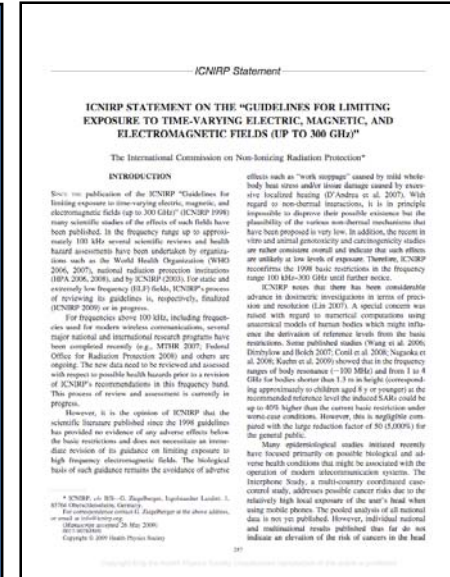 ICNIRP Statement
ICNIRP STATEMENT ON THE "GUIDELINES FOR LIMITING
EXPOSURE TO TIME-VARYING ELECTRIC, MAGNETIC, AND
ELECTROMAGNETIC FIELDS (UP TO 300 GHz)"
The International Commission on Non-Ionizing Radiation Protection*
INTRODUCTION
SINCE THE publication of the ICNIRP "Guidelines for
limiting exposure to time-varying electric, magnetic, and
electromagnetic fields (up to 300 GHz)" (ICNIRP 1998)
many scientific studies of the effects of such fields have
been published. In the frequency range up to approxi-
mately 100 kHz several scientific reviews and health
hazard assessments have been undertaken by organiza-
tions such as the World Health Organization (WHO
2006, 2007), national radiation protection institutions
(HPA 2006, 2008), and by ICNIRP (2003). For static and
extremely low frequency (ELF) fields, ICNIRP's process
of reviewing its guidelines is, respectively, finalized
(ICNIRP 2009) or in progress.
For frequencies above 100 kHz, including frequen-
cies used for modern wireless communications, several
major national and international research programs have
been completed recently (e.g., MTHR 2007; Federal
Office for Radiation Protection 2008) and others are
ongoing. The new data need to be reviewed and assessed
with respect to possible health hazards prior to a revision
of ICNIRP's recommendations in this frequency band.
This process of review and assessment is currently in
progress.
However, it is the opinion of ICNIRP that the
scientific literature published since the 1998 guidelines
has provided no evidence of any adverse effects below
the basic restrictions and does not necessitate an imme-
diate revision of its guidance on limiting exposure to
high frequency electromagnetic fields. The biological
basis of such guidance remains the avoidance of adverse
* ICNIRP, c/o BfS—G. Ziegelberger, Ingolstaedter Landstr. 1,
85764 Oberschleissheim, Germany.
For correspondence contact G. Ziegelberger at the above address,
or email at
(Manuscript accepted 26 May 2009)
Copyright © 2009 Health Physics Society
effects such as "work stoppage" caused by mild whole-
body heat stress and/or tissue damage caused by exces-
sive localized heating (D'Andrea et al. 2007). With
regard to non-thermal interactions, it is in principle
impossible to disprove their possible existence but the
plausibility of the various non-thermal mechanisms that
have been proposed is very low. In addition, the recent in
vitro and animal genotoxicity and carcinogenicity studies
are rather consistent overall and indicate that such effects
are unlikely at low levels of exposure. Therefore, ICNIRP
reconfirms the 1998 basic restrictions in the frequency
range 100 kHz–300 GHz until further notice.
ICNIRP notes that there has been considerable
advance in dosimetric investigations in terms of preci-
sion and resolution (Lin 2007). A special concern was
raised with regard to numerical computations using
anatomical models of human bodies which might influ-
ence the derivation of reference levels from the basic
restrictions. Some published studies (Wang et al. 2006;
Dimbylow and Bolch 2007; Conil et al. 2008; Nagaoka et
al. 2008; Kuehn et al. 2009) showed that in the frequency
ranges of body resonance (~100 MHz) and from 1 to 4
GHz for bodies shorter than 1.3 m in height (correspond-
ing approximately to children aged 8 y or younger) at the
recommended reference level the induced SARs could be
up to 40% higher than the current basic restriction under
worst-case conditions. However, this is negligible com-
pared with the large reduction factor of 50 (5,000%) for
the general public.
Many epidemiological studies initiated recently
have focused primarily on possible biological and ad-
verse health conditions that might be associated with the
operation of modern telecommunication systems. The
Interphone Study, a multi-country coordinated case-
control study, addresses possible cancer risks due to the
relatively high local exposure of the user's head when
using mobile phones. The pooled analysis of all national
data is not yet published. However, individual national
and multinational results published thus far do not
indicate an elevation of the risk of cancers in the head
257